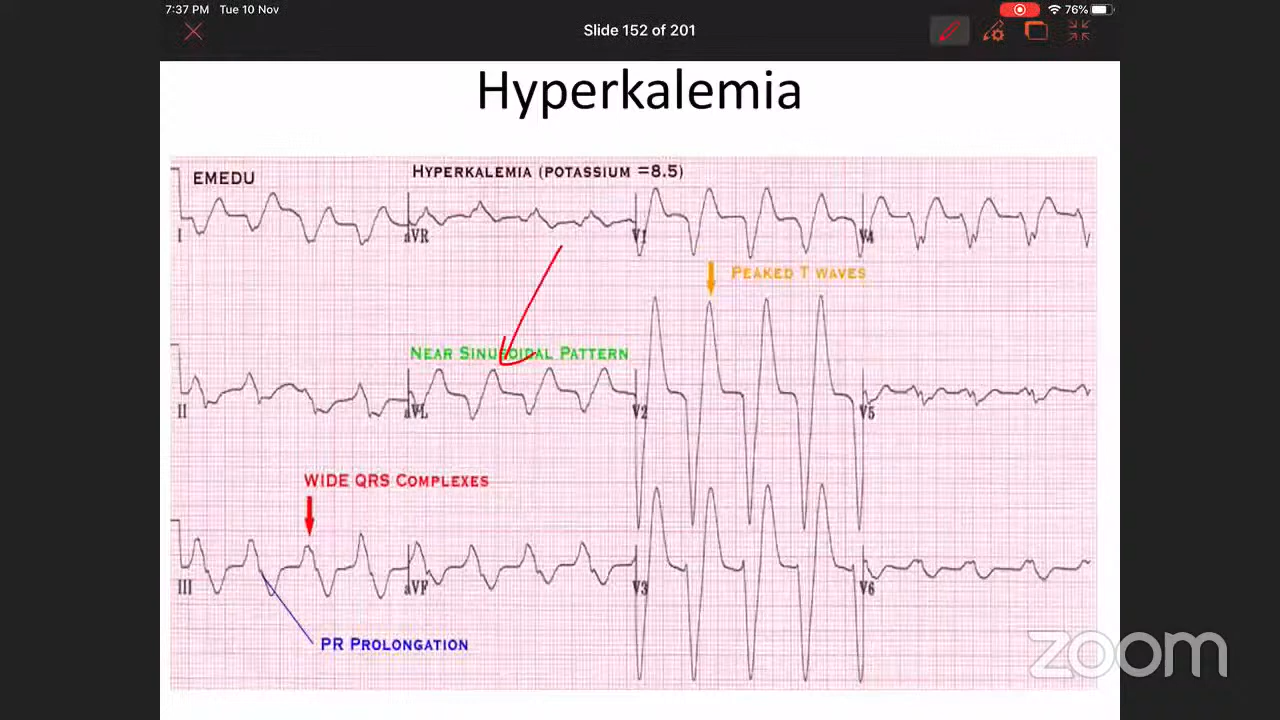 7:37 PM Tue 10 Nov
76%
Slide 152 of 201
Hyperkalemia
EMEDU
HYPERKALEMIA (POTASSIUM =8.5)
I
aVR
V1
V4
PEAKED T WAVES
NEAR SINUSOIDAL PATTERN
II
aVL
V2
V5
WIDE QRS COMPLEXES
III
aVF
V3
V6
PR PROLONGATION
zoom